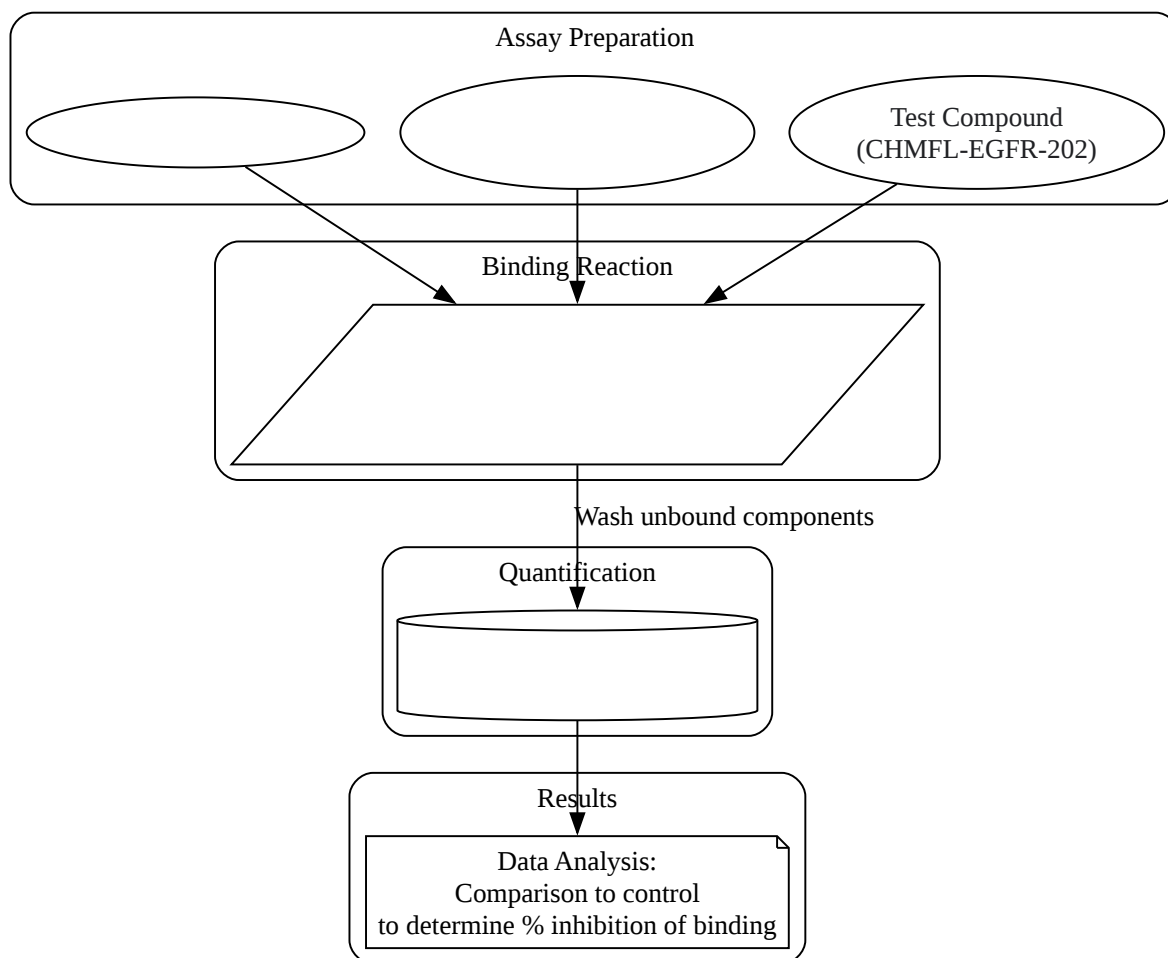 Assay Preparation
Test Compound
(CHMFL-EGFR-202)
Binding Reaction
Wash unbound components
Quantification
Results
Data Analysis:
Comparison to control
to determine % inhibition of binding